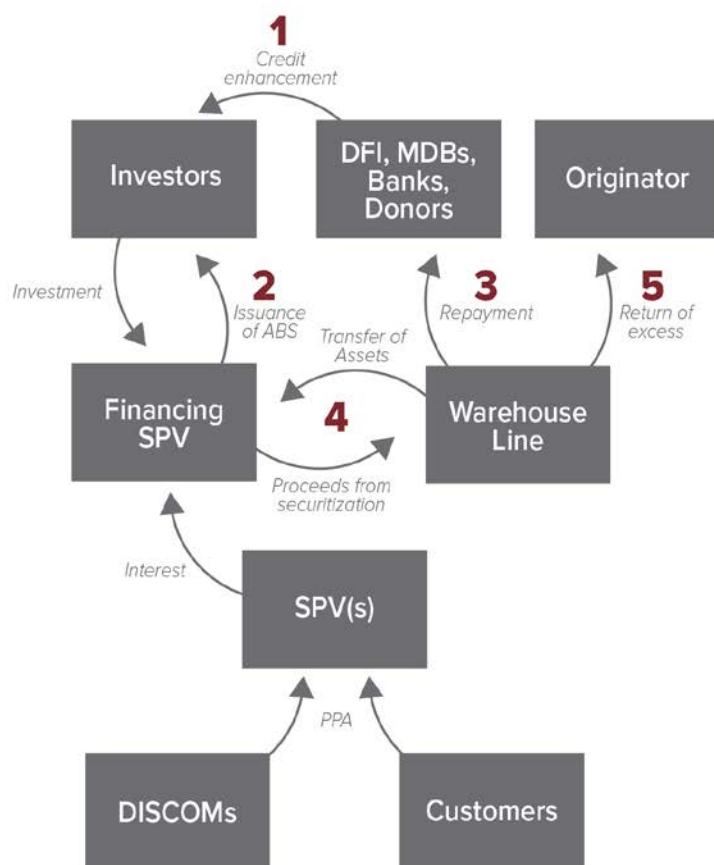 1
Credit
enhancement
Investors
DFI, MDBs,
Banks,
Donors
Originator
Investment
2
Issuance
of ABS
3
Repayment
5
Return of
excess
Transfer of
Assets
Financing
SPV
4
Warehouse
Line
Proceeds from
securitization
Interest
SPV(s)
PPA
DISCOMs
Customers